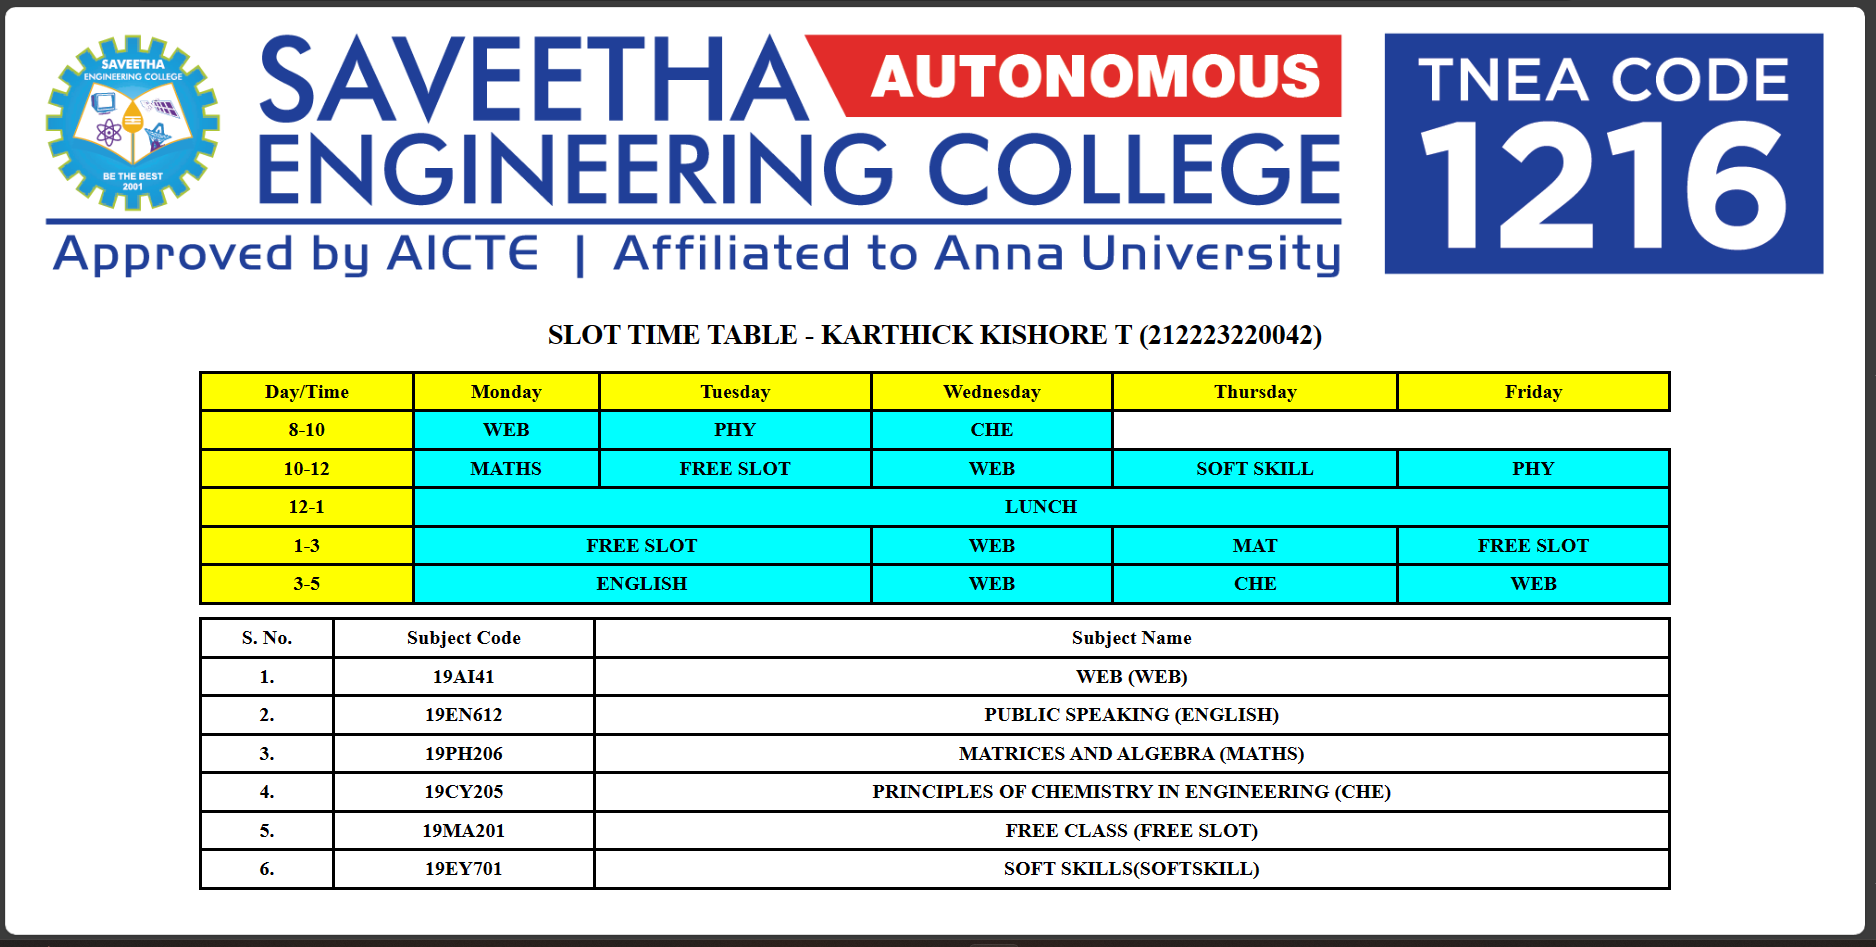 SAVEETHA
ENGINEERING COLLEGE
BE THE BEST
2001
SAVEETHA AUTONOMOUS
ENGINEERING COLLEGE
Approved by AICTE | Affiliated to Anna University
TNEA CODE
1216
SLOT TIME TABLE - KARTHICK KISHORE T (212223220042)
Day/Time Monday Tuesday Wednesday Thursday Friday
8-10 WEB PHY CHE
10-12 MATHS FREE SLOT WEB SOFT SKILL PHY
12-1 LUNCH
1-3 FREE SLOT WEB MAT FREE SLOT
3-5 ENGLISH WEB CHE WEB
S. No. Subject Code Subject Name
1. 19AI41 WEB (WEB)
2. 19EN612 PUBLIC SPEAKING (ENGLISH)
3. 19PH206 MATRICES AND ALGEBRA (MATHS)
4. 19CY205 PRINCIPLES OF CHEMISTRY IN ENGINEERING (CHE)
5. 19MA201 FREE CLASS (FREE SLOT)
6. 19EY701 SOFT SKILLS(SOFTSKILL)